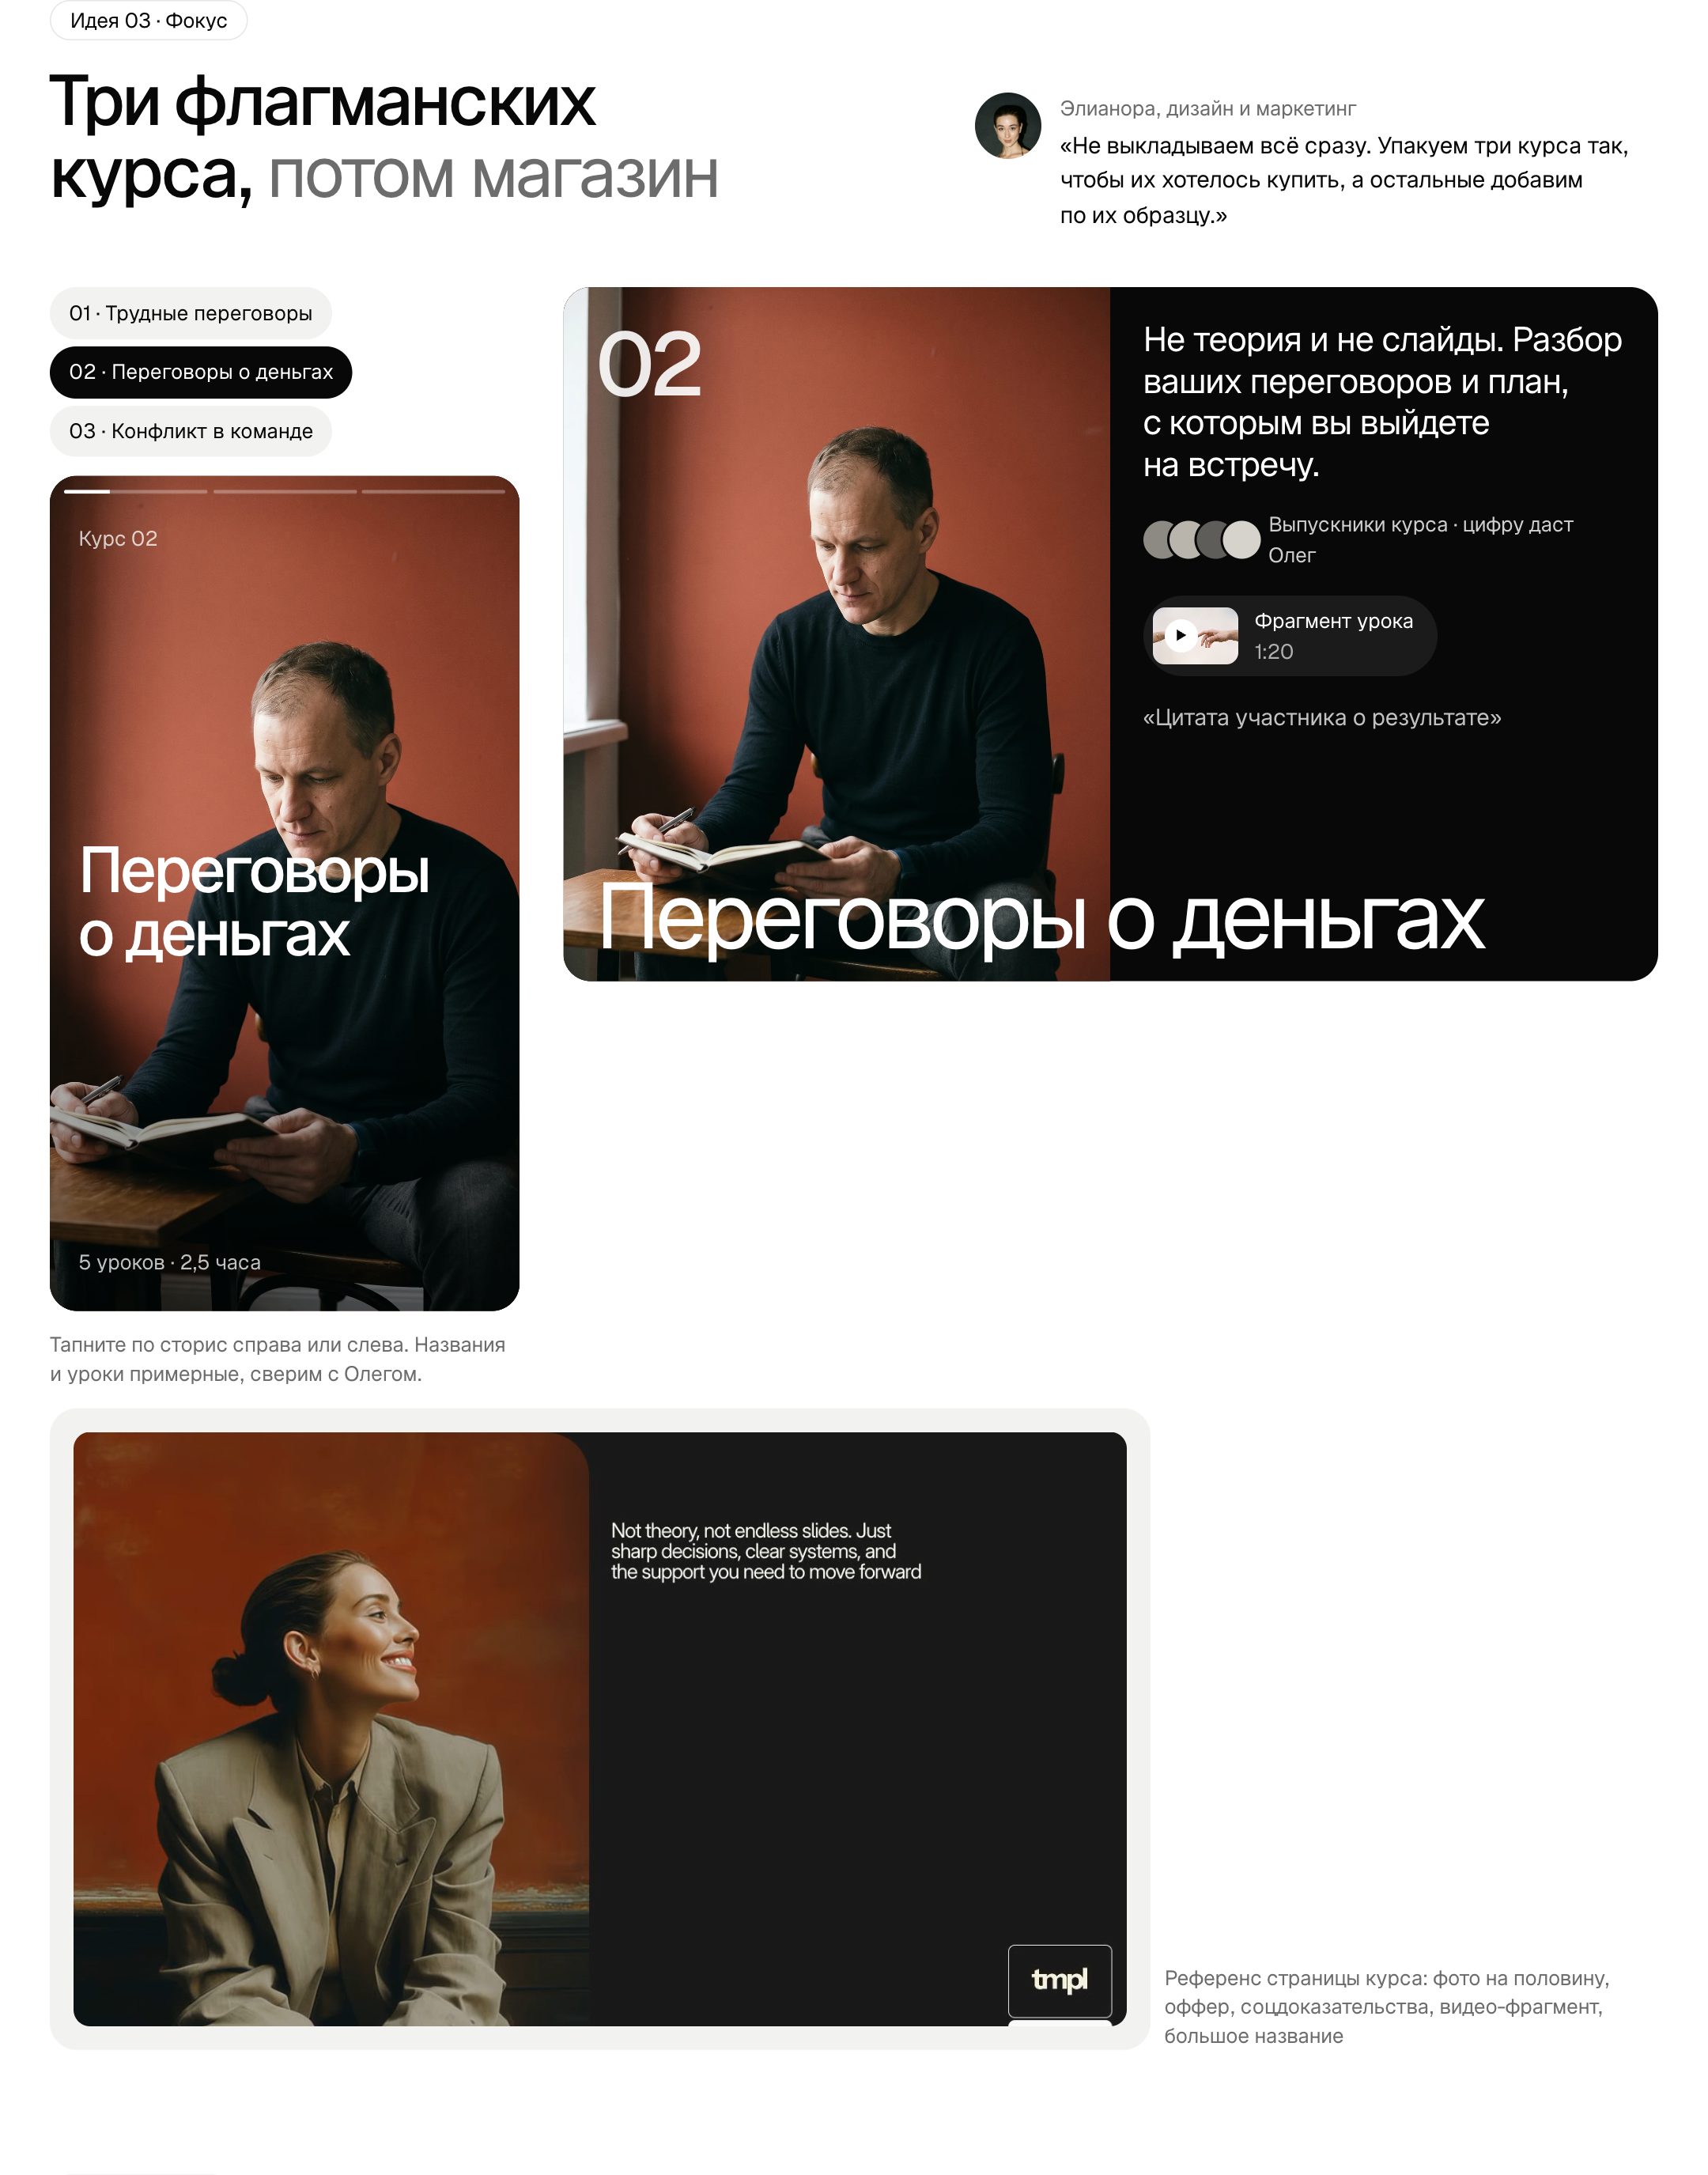 Идея 03 · Фокус
Три флагманских
курса, потом магазин
Элианора, дизайн и маркетинг
«Не выкладываем всё сразу. Упакуем три курса так,
чтобы их хотелось купить, а остальные добавим
по их образцу.»
01 · Трудные переговоры
02 · Переговоры о деньгах
03 · Конфликт в команде
Курс 02
Переговоры
о деньгах
5 уроков · 2,5 часа
Тапните по сторис справа или слева. Названия
и уроки примерные, сверим с Олегом.
02
Не теория и не слайды. Разбор
ваших переговоров и план,
с которым вы выйдете
на встречу.
Выпускники курса · цифру даст
Олег
Фрагмент урока
1:20
«Цитата участника о результате»
Переговоры о деньгах
Not theory, not endless slides. Just
sharp decisions, clear systems, and
the support you need to move forward
tmpl
Референс страницы курса: фото на половину,
оффер, соцдоказательства, видео-фрагмент,
большое название